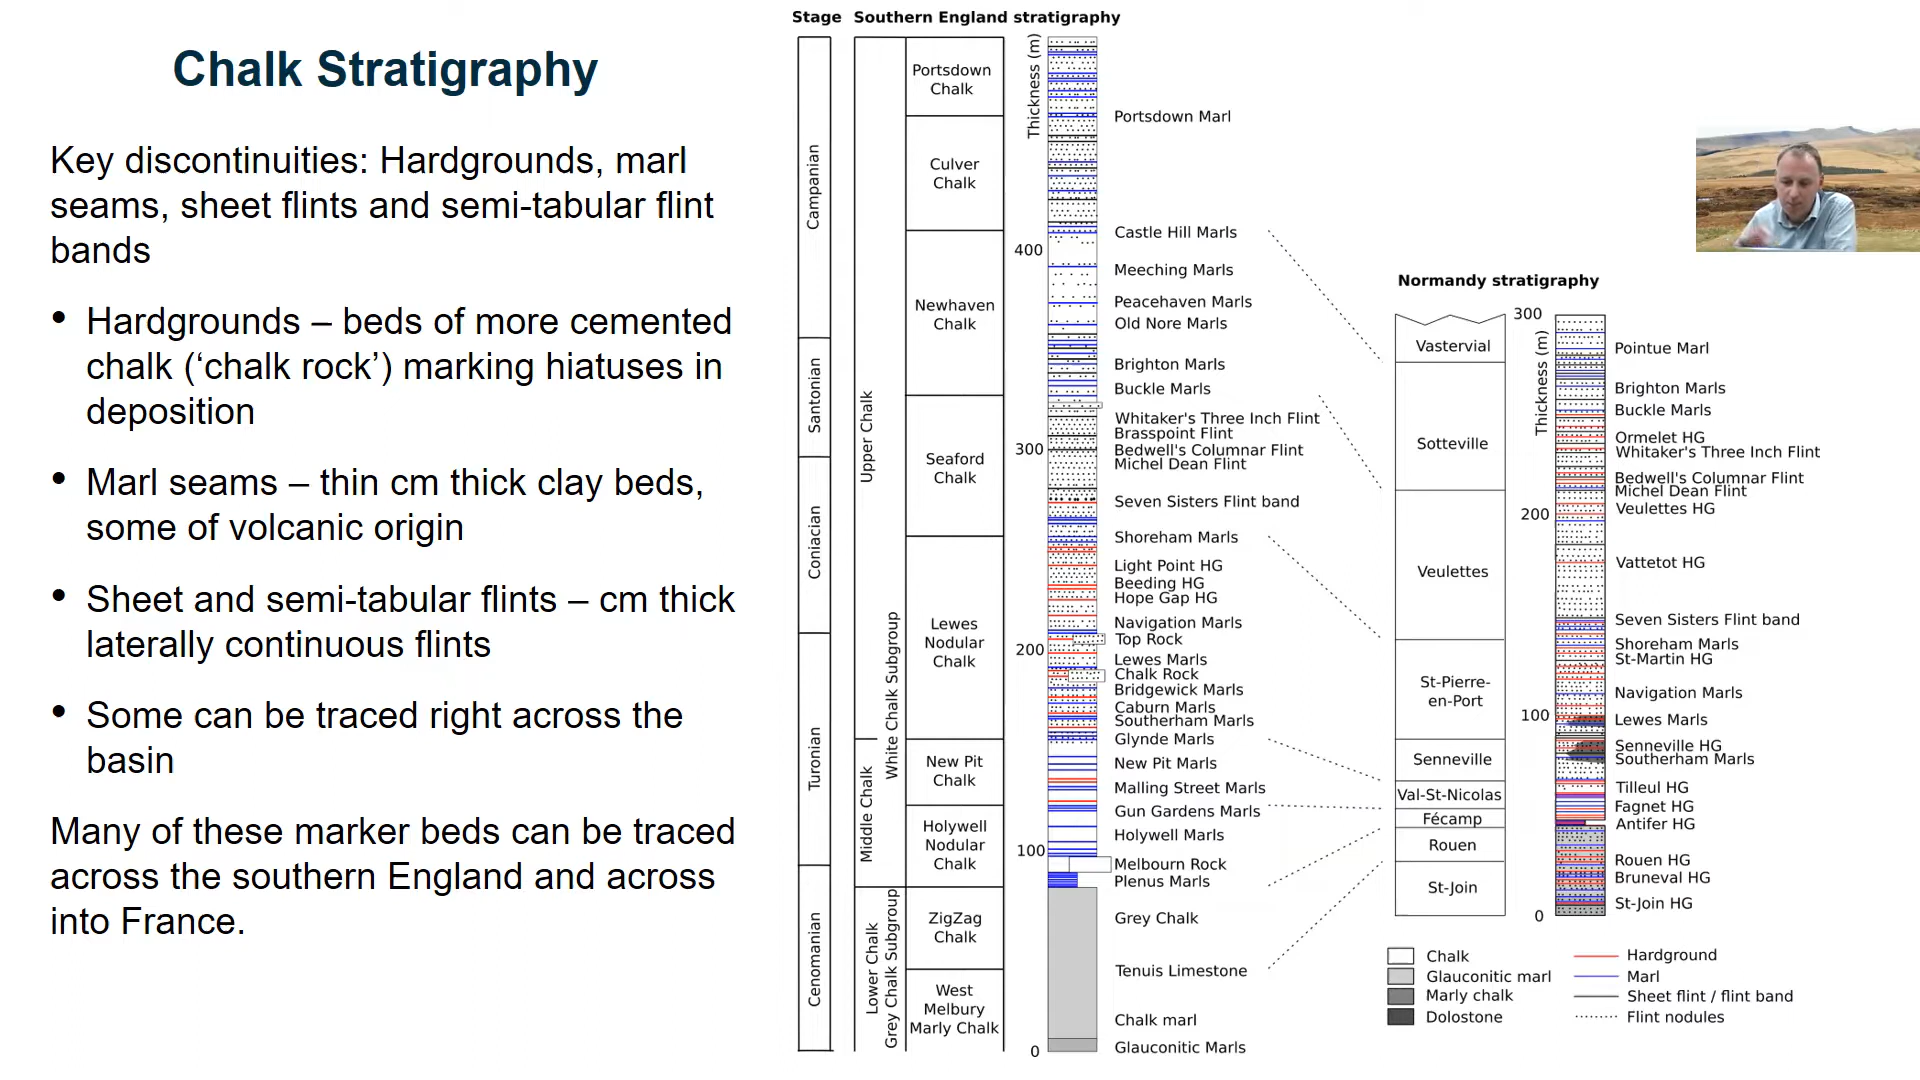 Chalk Stratigraphy
Key discontinuities: Hardgrounds, marl
seams, sheet flints and semi-tabular flint
bands
• Hardgrounds – beds of more cemented
chalk (‘chalk rock’) marking hiatuses in
deposition
• Marl seams – thin cm thick clay beds,
some of volcanic origin
• Sheet and semi-tabular flints – cm thick
laterally continuous flints
• Some can be traced right across the
basin
Many of these marker beds can be traced
across the southern England and across
into France.
Stage
Southern England stratigraphy
Campanian
Santonian
Coniacian
Turonian
Cenomanian
Upper Chalk
Middle Chalk
Lower Chalk
White Chalk Subgroup
Grey Chalk Subgroup
Portsdown
Chalk
Culver
Chalk
Newhaven
Chalk
Seaford
Chalk
Lewes
Nodular
Chalk
New Pit
Chalk
Holywell
Nodular
Chalk
ZigZag
Chalk
West
Melbury
Marly Chalk
Thickness (m)
400
300
200
100
0
Portsdown Marl
Castle Hill Marls
Meeching Marls
Peacehaven Marls
Old Nore Marls
Brighton Marls
Buckle Marls
Whitaker's Three Inch Flint
Brasspoint Flint
Bedwell's Columnar Flint
Michel Dean Flint
Seven Sisters Flint band
Shoreham Marls
Light Point HG
Beeding HG
Hope Gap HG
Navigation Marls
Top Rock
Lewes Marls
Chalk Rock
Bridgewick Marls
Caburn Marls
Southerham Marls
Glynde Marls
New Pit Marls
Malling Street Marls
Gun Gardens Marls
Holywell Marls
Melbourn Rock
Plenus Marls
Grey Chalk
Tenuis Limestone
Chalk marl
Glauconitic Marls
Normandy stratigraphy
Vastervial
Sotteville
Veulettes
St-Pierre-
en-Port
Senneville
Val-St-Nicolas
Fécamp
Rouen
St-Join
300
Thickness (m)
200
100
0
Pointue Marl
Brighton Marls
Buckle Marls
Ormelet HG
Whitaker's Three Inch Flint
Bedwell's Columnar Flint
Michel Dean Flint
Veulettes HG
Vattetot HG
Seven Sisters Flint band
Shoreham Marls
St-Martin HG
Navigation Marls
Lewes Marls
Senneville HG
Southerham Marls
Tilleul HG
Fagnet HG
Antifer HG
Rouen HG
Bruneval HG
St-Join HG
Chalk
Glauconitic marl
Marly chalk
Dolostone
Hardground
Marl
Sheet flint / flint band
Flint nodules